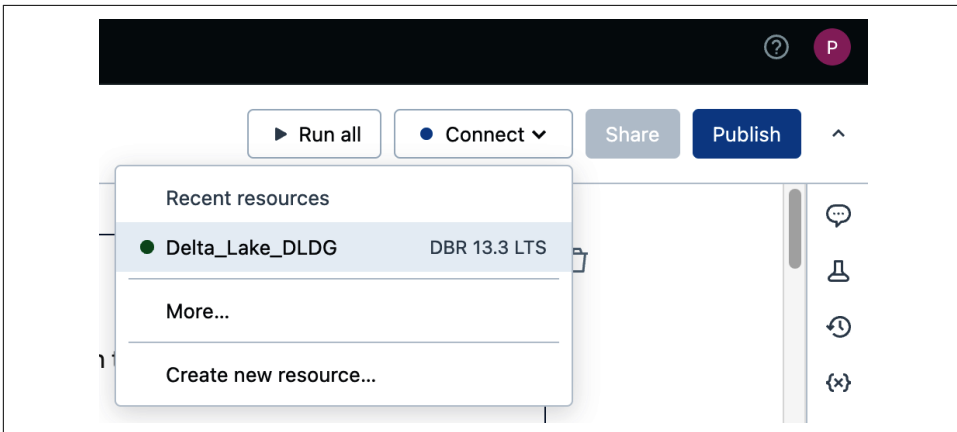 P
Run all
Connect
Share
Publish
Recent resources
Delta_Lake_DLDG DBR 13.3 LTS
More...
Create new resource...
{x}